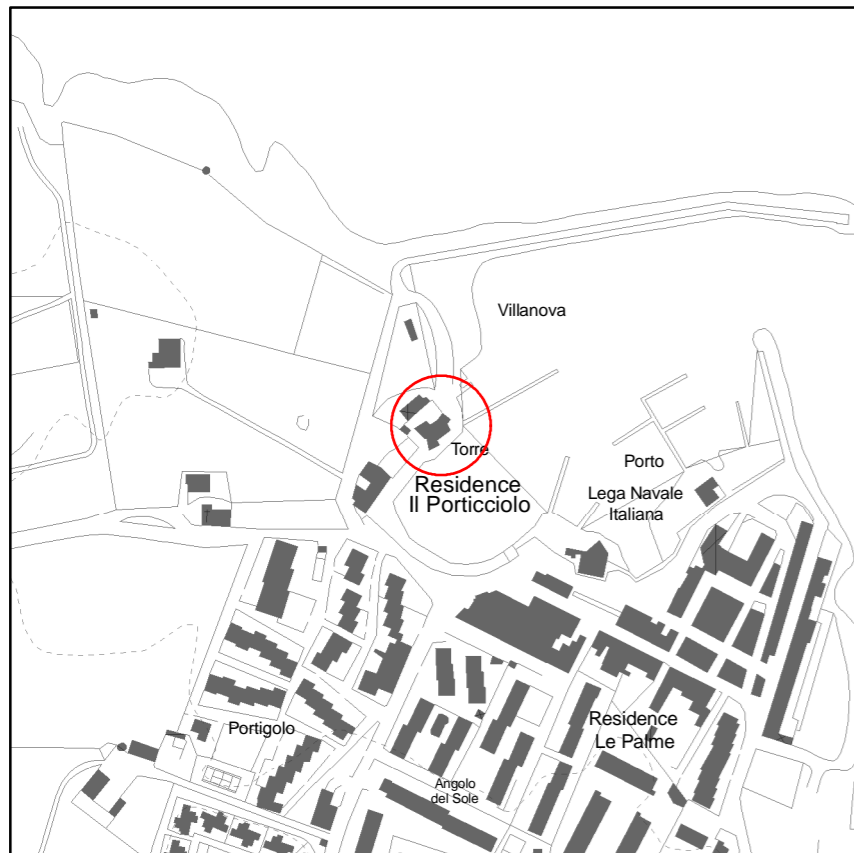 Villanova
Torre
Residence
Il Porticciolo
Porto
Lega Navale
Italiana
Residence
Le Palme
Portigolo
Angolo
del Sole